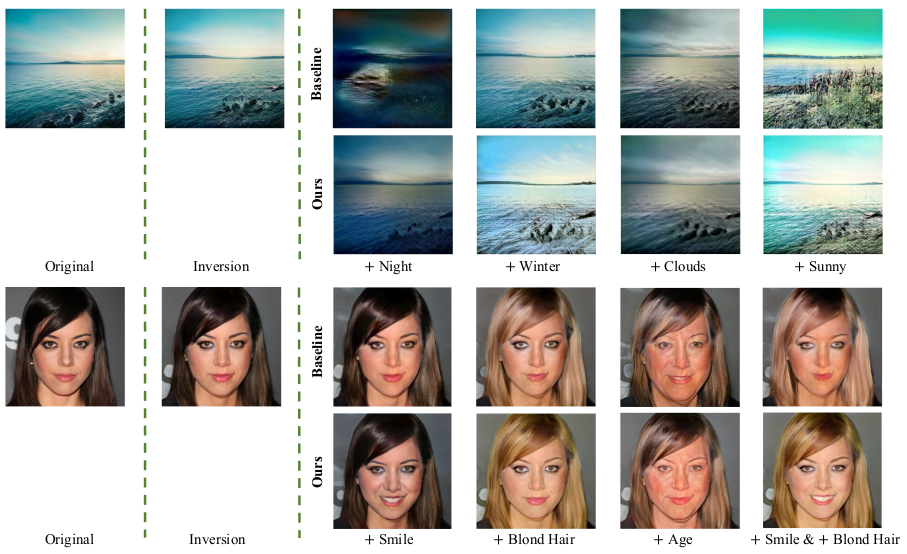 Baseline
Ours
Original
Inversion
+ Night
+ Winter
+ Clouds
+ Sunny
Baseline
Ours
Original
Inversion
+ Smile
+ Blond Hair
+ Age
+ Smile & + Blond Hair